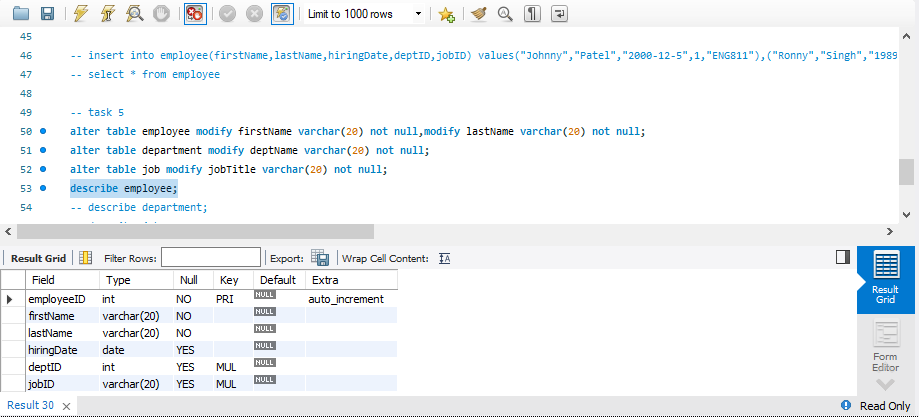 Limit to 1000 rows
45
46 -- insert into employee(firstName,lastName,hiringDate,deptID,jobID) values("Johnny","Patel","2000-12-5",1,"ENG811"),("Ronny","Singh","1989
47 -- select * from employee
48
49 -- task 5
50 alter table employee modify firstName varchar(20) not null,modify lastName varchar(20) not null;
51 alter table department modify deptName varchar(20) not null;
52 alter table job modify jobTitle varchar(20) not null;
53 describe employee;
54 -- describe department;
Result Grid Filter Rows: Export: Wrap Cell Content: IA
Field Type Null Key Default Extra
employeeID int NO PRI NULL auto_increment
firstName varchar(20) NO NULL
lastName varchar(20) NO NULL
hiringDate date YES NULL
deptID int YES MUL NULL
jobID varchar(20) YES MUL NULL
Result
Grid
Form
Editor
Result 30 Read Only